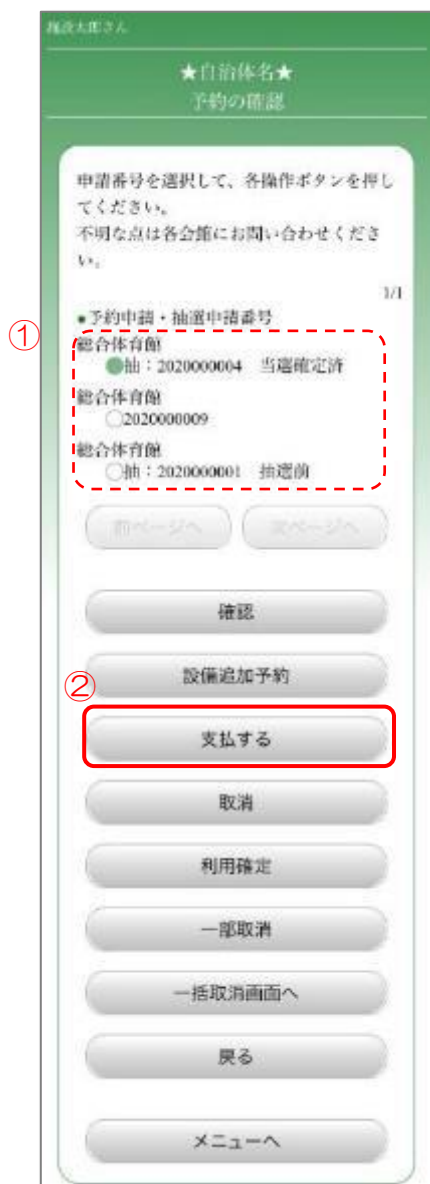 施設太郎さん
★自治体名★
予約の確認
申請番号を選択して、各操作ボタンを押し
てください。
不明な点は各会館にお問い合わせくださ
い。
1/1
●予約申請・抽選申請番号
①
総合体育館
抽：2020000004 当選確定済
総合体育館
2020000009
総合体育館
抽：2020000001 抽選前
前ページへ 次ページへ
確認
設備追加予約
②
支払する
取消
利用確定
一部取消
一括取消画面へ
戻る
メニューへ